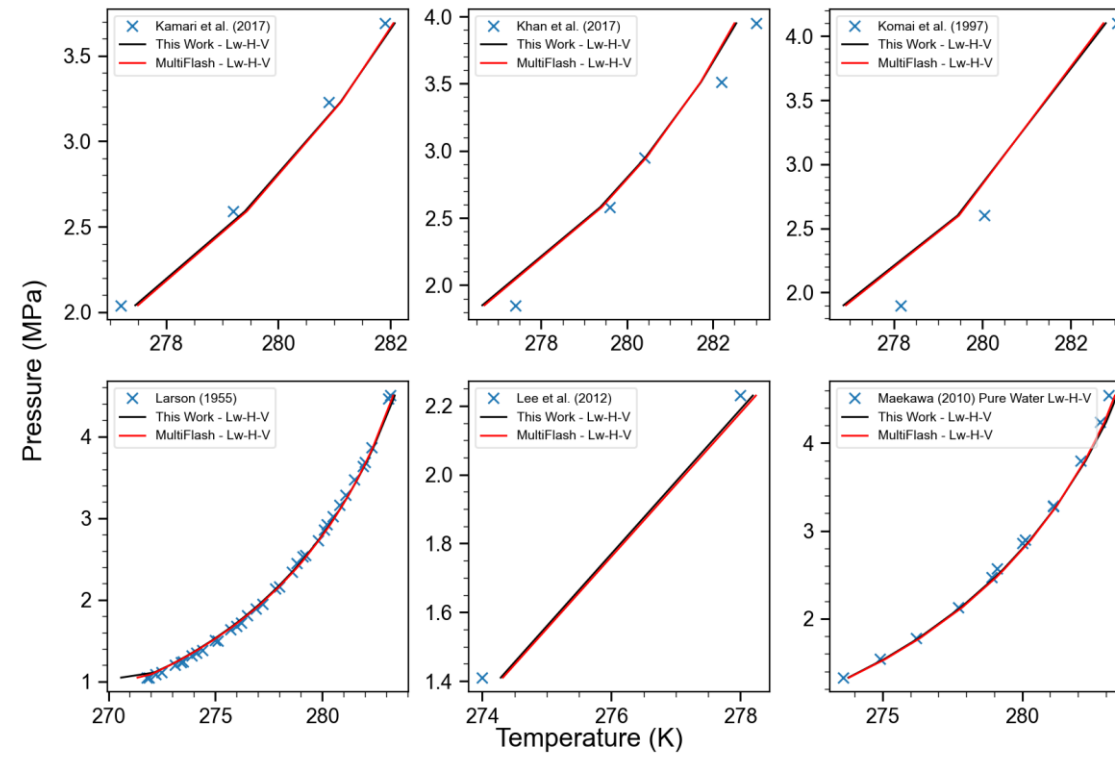 Pressure (MPa)
Kamari et al. (2017)
This Work - Lw-H-V
MultiFlash - Lw-H-V
3.5
3.0
2.5
2.0
278
280
282
Khan et al. (2017)
This Work - Lw-H-V
MultiFlash - Lw-H-V
4.0
3.5
3.0
2.5
2.0
278
280
282
Komai et al. (1997)
This Work - Lw-H-V
MultiFlash - Lw-H-V
4.0
3.5
3.0
2.5
2.0
278
280
282
Larson (1955)
This Work - Lw-H-V
MultiFlash - Lw-H-V
4
3
2
1
270
275
280
Lee et al. (2012)
This Work - Lw-H-V
MultiFlash - Lw-H-V
2.2
2.0
1.8
1.6
1.4
274
276
278
Maekawa (2010) Pure Water Lw-H-V
This Work - Lw-H-V
MultiFlash - Lw-H-V
4
2
275
280
Temperature (K)